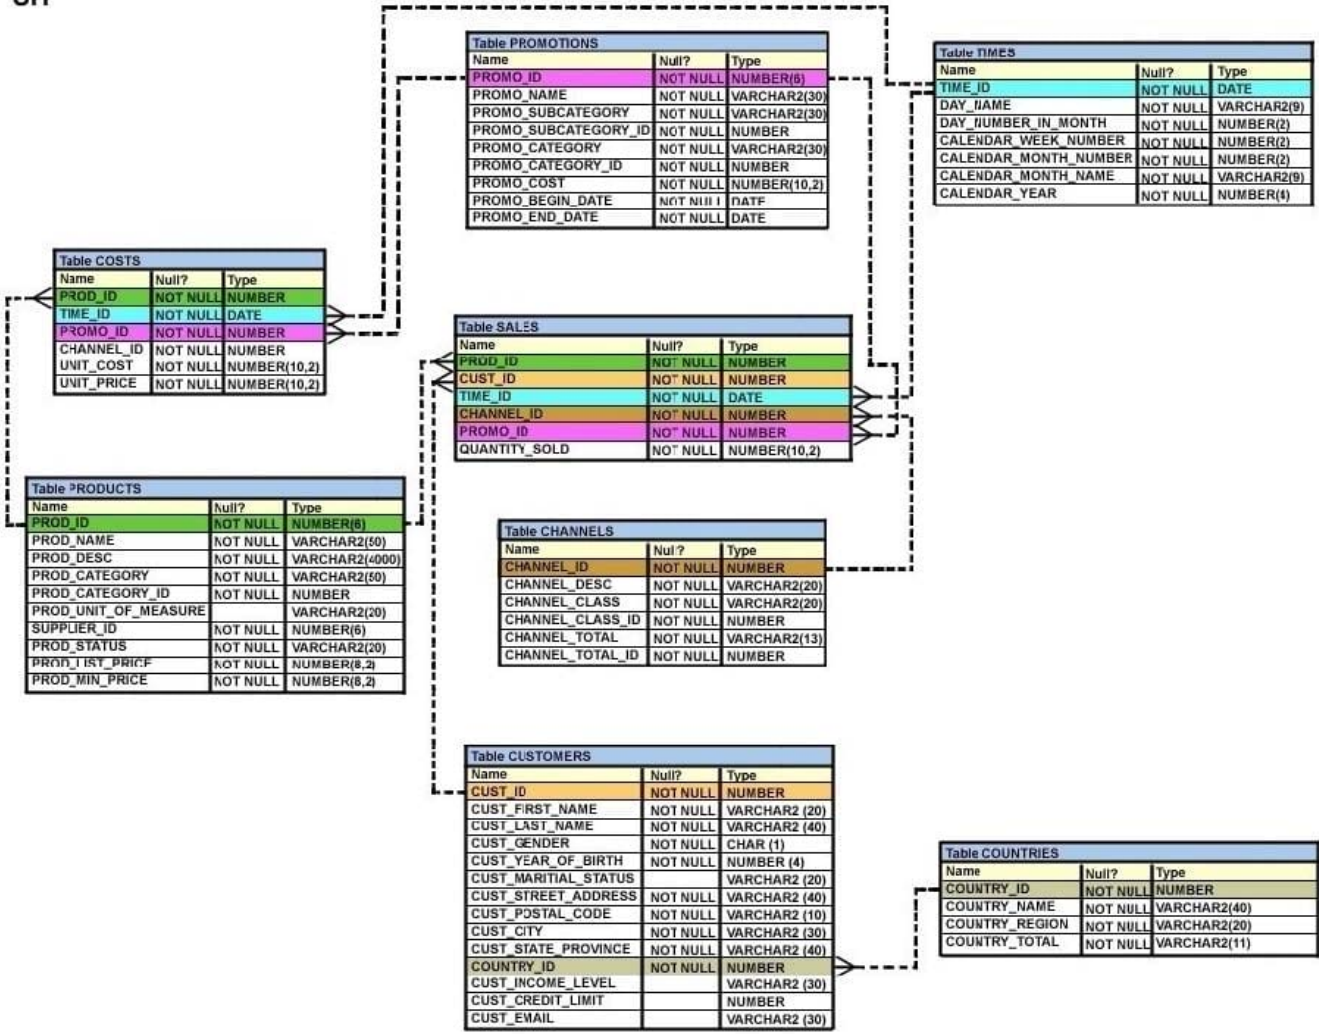 SH
Table PROMOTIONS
Name Null? Type
PROMO_ID NOT NULL NUMBER(6)
PROMO_NAME NOT NULL VARCHAR2(30)
PROMO_SUBCATEGORY NOT NULL VARCHAR2(30)
PROMO_SUBCATEGORY_ID NOT NULL NUMBER
PROMO_CATEGORY NOT NULL VARCHAR2(30)
PROMO_CATEGORY_ID NOT NULL NUMBER
PROMO_COST NOT NULL NUMBER(10,2)
PROMO_BEGIN_DATE NOT NULL DATE
PROMO_END_DATE NOT NULL DATE
Table TIMES
Name Null? Type
TIME_ID NOT NULL DATE
DAY_NAME NOT NULL VARCHAR2(9)
DAY_NUMBER_IN_MONTH NOT NULL NUMBER(2)
CALENDAR_WEEK_NUMBER NOT NULL NUMBER(2)
CALENDAR_MONTH_NUMBER NOT NULL NUMBER(2)
CALENDAR_MONTH_NAME NOT NULL VARCHAR2(9)
CALENDAR_YEAR NOT NULL NUMBER(4)
Table COSTS
Name Null? Type
PROD_ID NOT NULL NUMBER
TIME_ID NOT NULL DATE
PROMO_ID NOT NULL NUMBER
CHANNEL_ID NOT NULL NUMBER
UNIT_COST NOT NULL NUMBER(10,2)
UNIT_PRICE NOT NULL NUMBER(10,2)
Table SALES
Name Null? Type
PROD_ID NOT NULL NUMBER
CUST_ID NOT NULL NUMBER
TIME_ID NOT NULL DATE
CHANNEL_ID NOT NULL NUMBER
PROMO_ID NOT NULL NUMBER
QUANTITY_SOLD NOT NULL NUMBER(10,2)
Table PRODUCTS
Name Null? Type
PROD_ID NOT NULL NUMBER(6)
PROD_NAME NOT NULL VARCHAR2(50)
PROD_DESC NOT NULL VARCHAR2(4000)
PROD_CATEGORY NOT NULL VARCHAR2(50)
PROD_CATEGORY_ID NOT NULL NUMBER
PROD_UNIT_OF_MEASURE VARCHAR2(20)
SUPPLIER_ID NOT NULL NUMBER(6)
PROD_STATUS NOT NULL VARCHAR2(20)
PROD_LIST_PRICE NOT NULL NUMBER(8,2)
PROD_MIN_PRICE NOT NULL NUMBER(8,2)
Table CHANNELS
Name Null? Type
CHANNEL_ID NOT NULL NUMBER
CHANNEL_DESC NOT NULL VARCHAR2(20)
CHANNEL_CLASS NOT NULL VARCHAR2(20)
CHANNEL_CLASS_ID NOT NULL NUMBER
CHANNEL_TOTAL NOT NULL VARCHAR2(13)
CHANNEL_TOTAL_ID NOT NULL NUMBER
Table CUSTOMERS
Name Null? Type
CUST_ID NOT NULL NUMBER
CUST_FIRST_NAME NOT NULL VARCHAR2 (20)
CUST_LAST_NAME NOT NULL VARCHAR2 (40)
CUST_GENDER NOT NULL CHAR (1)
CUST_YEAR_OF_BIRTH NOT NULL NUMBER (4)
CUST_MARITIAL_STATUS VARCHAR2 (20)
CUST_STREET_ADDRESS NOT NULL VARCHAR2 (40)
CUST_POSTAL_CODE NOT NULL VARCHAR2 (10)
CUST_CITY NOT NULL VARCHAR2 (30)
CUST_STATE_PROVINCE NOT NULL VARCHAR2 (40)
COUNTRY_ID NOT NULL NUMBER
CUST_INCOME_LEVEL VARCHAR2 (30)
CUST_CREDIT_LIMIT NUMBER
CUST_EMAIL VARCHAR2 (30)
Table COUNTRIES
Name Null? Type
COUNTRY_ID NOT NULL NUMBER
COUNTRY_NAME NOT NULL VARCHAR2(40)
COUNTRY_REGION NOT NULL VARCHAR2(20)
COUNTRY_TOTAL NOT NULL VARCHAR2(11)